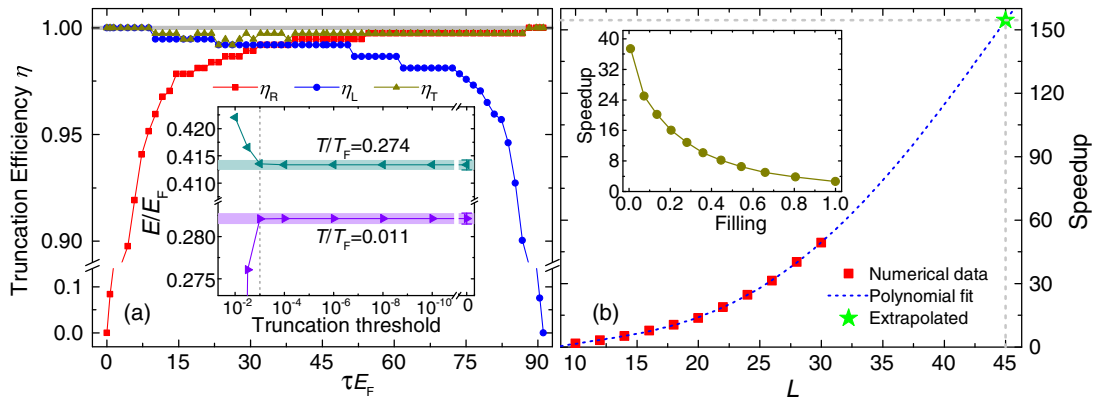 Truncation Efficiency η
1.00
0.95
0.90
0.1
0.0
η_R
η_L
η_T
E/E_F
0.420
0.415
0.410
0.280
0.275
T/T_F=0.274
T/T_F=0.011
10⁻²
10⁻⁴
10⁻⁶
10⁻⁸
10⁻¹⁰
0
Truncation threshold
(a)
0
15
30
45
60
75
90
τE_F
Speedup
40
32
24
16
8
0
0.0
0.2
0.4
0.6
0.8
1.0
Filling
Numerical data
Polynomial fit
Extrapolated
(b)
10
15
20
25
30
35
40
45
L
150
120
90
60
30
0
Speedup